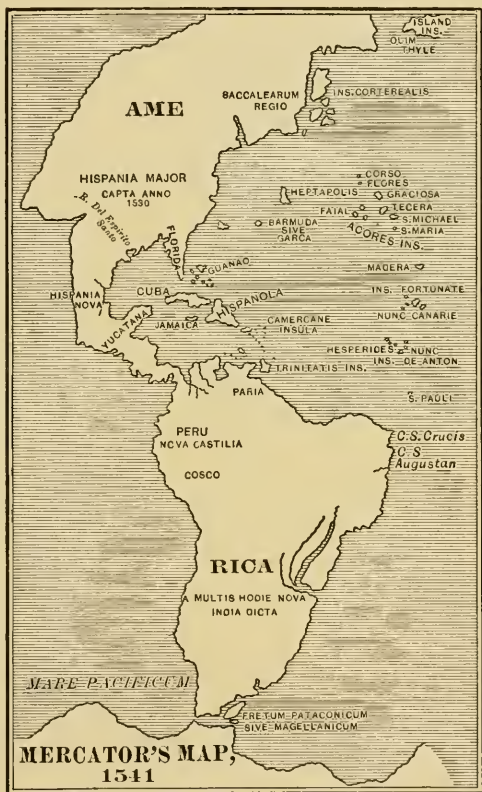 ISLAND
INS.
OLIM
THYLE
BACCALEARUM
REGIO
INS. CORTEREALIS
AME
HISPANIA MAJOR
CAPTA ANNO
1530
R. Del Espiritu
Santo
CORSO
FLORES
HEPTAPOLIS
GRACIOSA
FAIAL
TECERA
S. MICHAEL
S. MARIA
AÇORES INS.
BARMUDA
SIVE
GARCA
FLORIDA
GUANAO
MADERA
HISPANIA
NOVA
CUBA
HISPANOLA
INS. FORTUNATE
NUNC CANARIE
YUCATANA
JAMAICA
CAMERCANE
INSULA
HESPERIDES NUNC
INS. DE ANTON
TRINITATIS INS.
PARIA
S. PAULI
PERU
NOVA CASTILIA
C.S. Crucis
C S
Augustan
COSCO
RICA
A MULTIS HODIE NOVA
INDIA DICTA
MARE PACIFICUM
FRETUM PATACONICUM
SIVE MAGELLANICUM
MERCATOR'S MAP,
1541